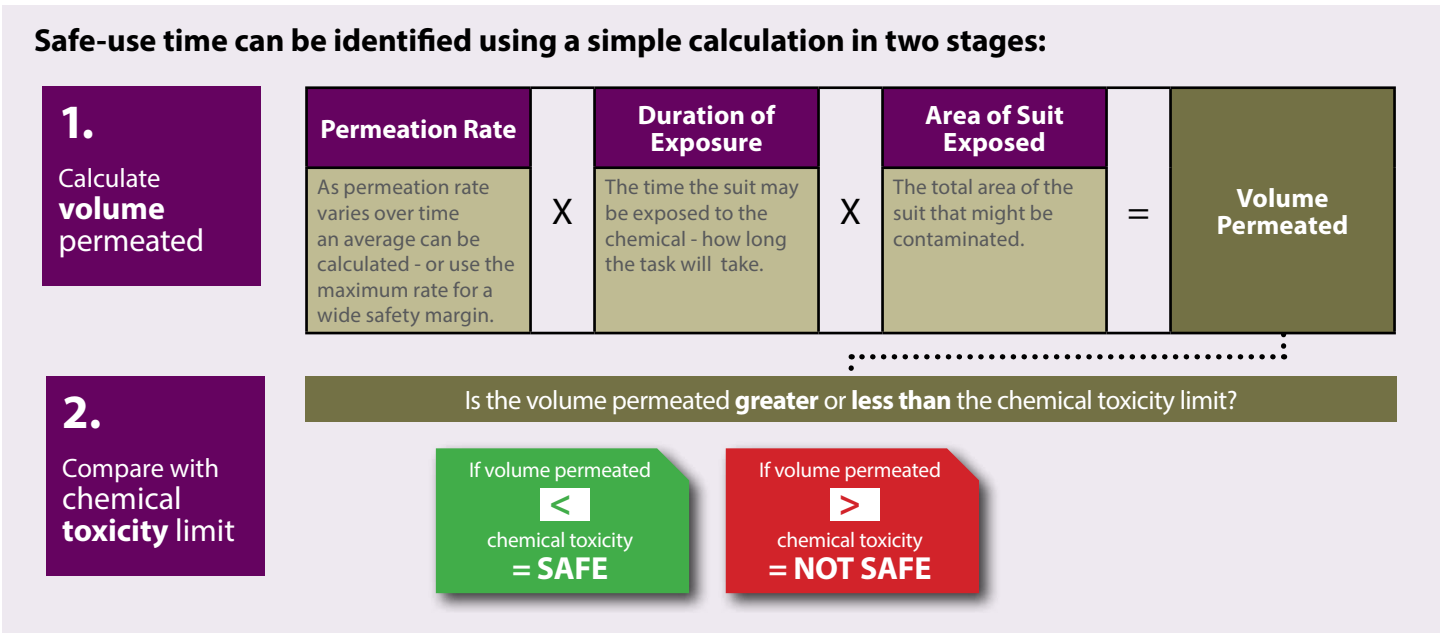 Safe-use time can be identified using a simple calculation in two stages:
1.
Calculate
volume
permeated
Permeation Rate
As permeation rate
varies over time
an average can be
calculated - or use the
maximum rate for a
wide safety margin.
X
Duration of
Exposure
The time the suit may
be exposed to the
chemical - how long
the task will take.
X
Area of Suit
Exposed
The total area of the
suit that might be
contaminated.
=
Volume
Permeated
2.
Compare with
chemical
toxicity limit
Is the volume permeated greater or less than the chemical toxicity limit?
If volume permeated
<
chemical toxicity
= SAFE
If volume permeated
>
chemical toxicity
= NOT SAFE